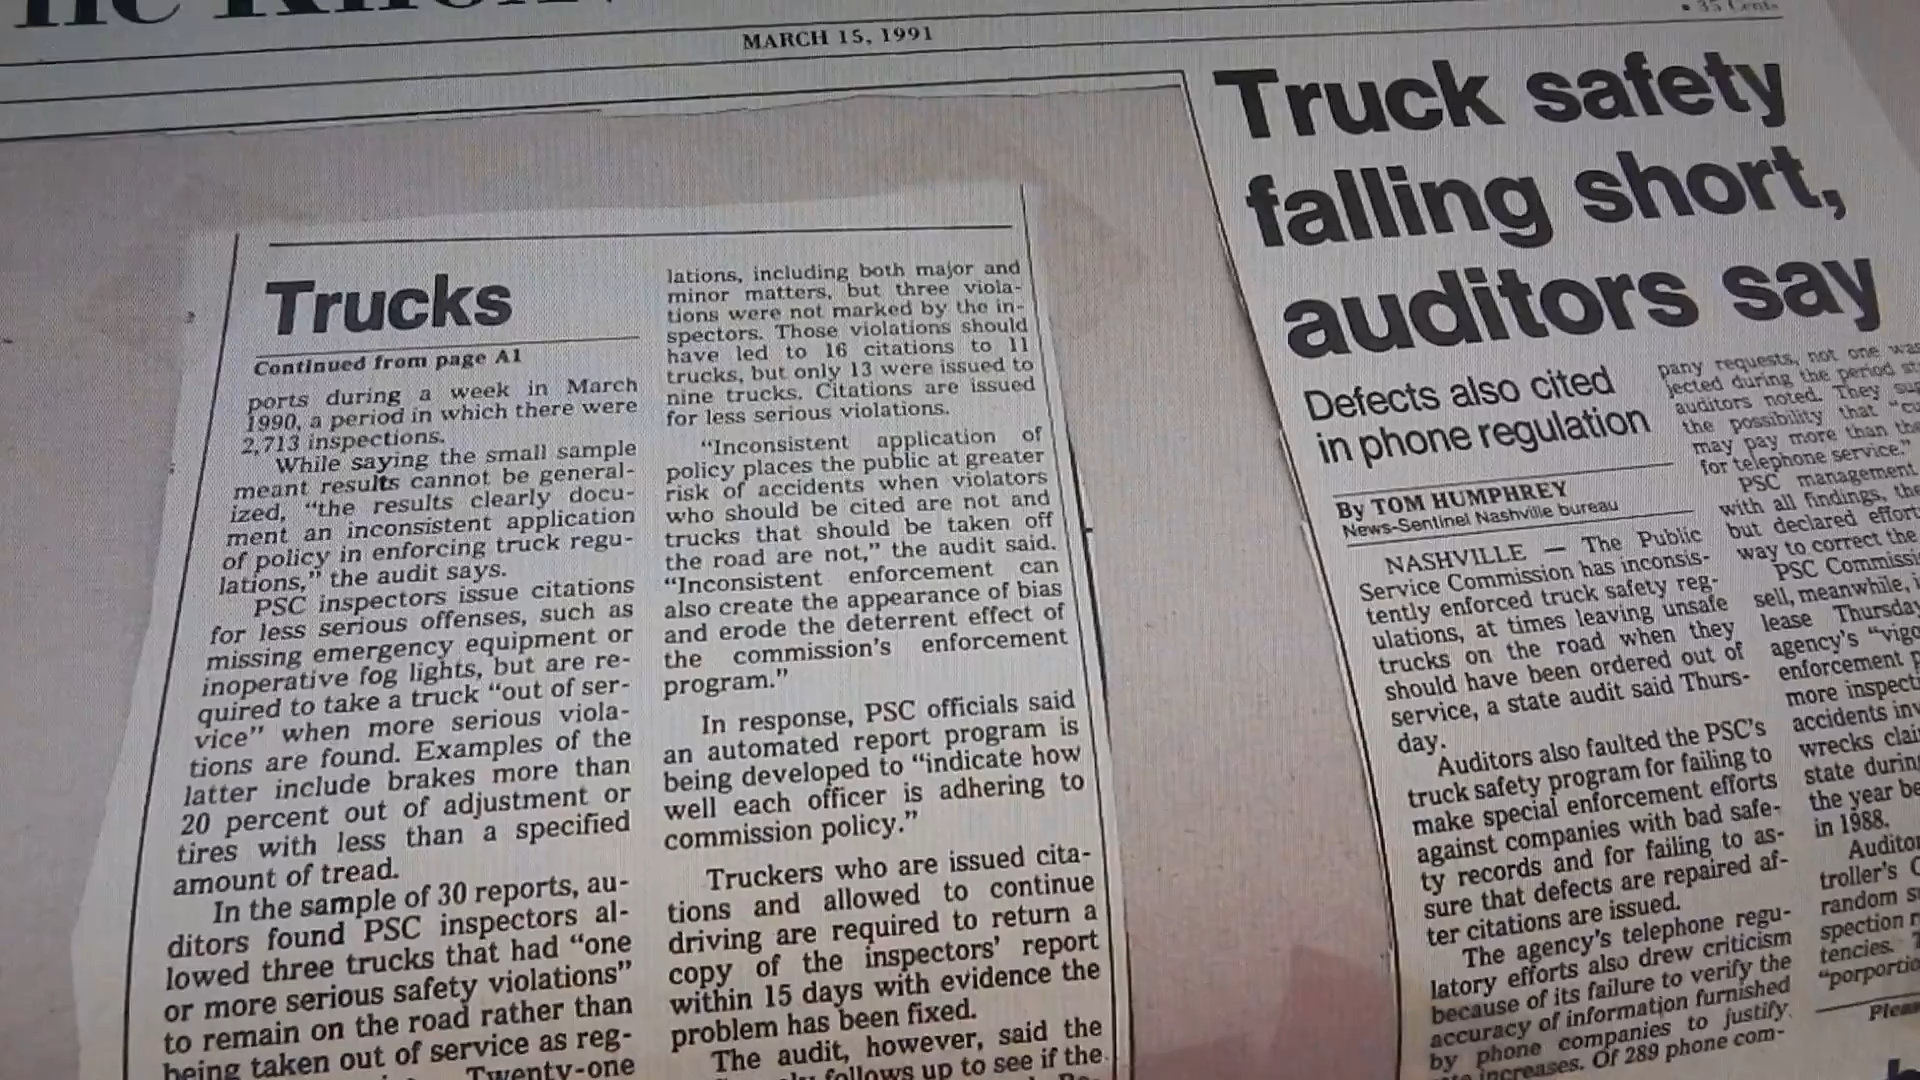 MARCH 15, 1991
• 35 Cents
Trucks
Continued from page A1
ports during a week in March
1990, a period in which there were
2,713 inspections.
While saying the small sample
meant results cannot be general-
ized, “the results clearly docu-
ment an inconsistent application
of policy in enforcing truck regu-
lations,” the audit says.
PSC inspectors issue citations
for less serious offenses, such as
missing emergency equipment or
inoperative fog lights, but are re-
quired to take a truck “out of ser-
vice” when more serious viola-
tions are found. Examples of the
latter include brakes more than
20 percent out of adjustment or
tires with less than a specified
amount of tread.
In the sample of 30 reports, au-
ditors found PSC inspectors al-
lowed three trucks that had “one
or more serious safety violations”
to remain on the road rather than
being taken out of service as reg-
Twenty-one
lations, including both major and
minor matters, but three viola-
tions were not marked by the in-
spectors. Those violations should
have led to 16 citations to 11
trucks, but only 13 were issued to
nine trucks. Citations are issued
for less serious violations.
“Inconsistent application of
policy places the public at greater
risk of accidents when violators
who should be cited are not and
trucks that should be taken off
the road are not,” the audit said.
“Inconsistent enforcement can
also create the appearance of bias
and erode the deterrent effect of
the commission’s enforcement
program.”
In response, PSC officials said
an automated report program is
being developed to “indicate how
well each officer is adhering to
commission policy.”
Truckers who are issued cita-
tions and allowed to continue
driving are required to return a
copy of the inspectors’ report
within 15 days with evidence the
problem has been fixed.
The audit, however, said the
follows up to see if the
Truck safety
falling short,
auditors say
Defects also cited
in phone regulation
By TOM HUMPHREY
News-Sentinel Nashville bureau
NASHVILLE — The Public
Service Commission has inconsis-
tently enforced truck safety reg-
ulations, at times leaving unsafe
trucks on the road when they
should have been ordered out of
service, a state audit said Thurs-
day.
Auditors also faulted the PSC’s
truck safety program for failing to
make special enforcement efforts
against companies with bad safe-
ty records and for failing to as-
sure that defects are repaired af-
ter citations are issued.
The agency’s telephone regu-
latory efforts also drew criticism
because of its failure to verify the
accuracy of information furnished
by phone companies to justify
increases. Of 289 phone com-
pany requests, not one was
jected during the period
auditors noted. They
the possibility that
may pay more than
for telephone service.”
PSC management
with all findings,
but declared
way to correct the
PSC
sell, meanwhile,
lease Thursday
agency’s
enforcement
more
accidents
wrecks
state
the year
in 1988.
troller’s
random
spection
tencies.